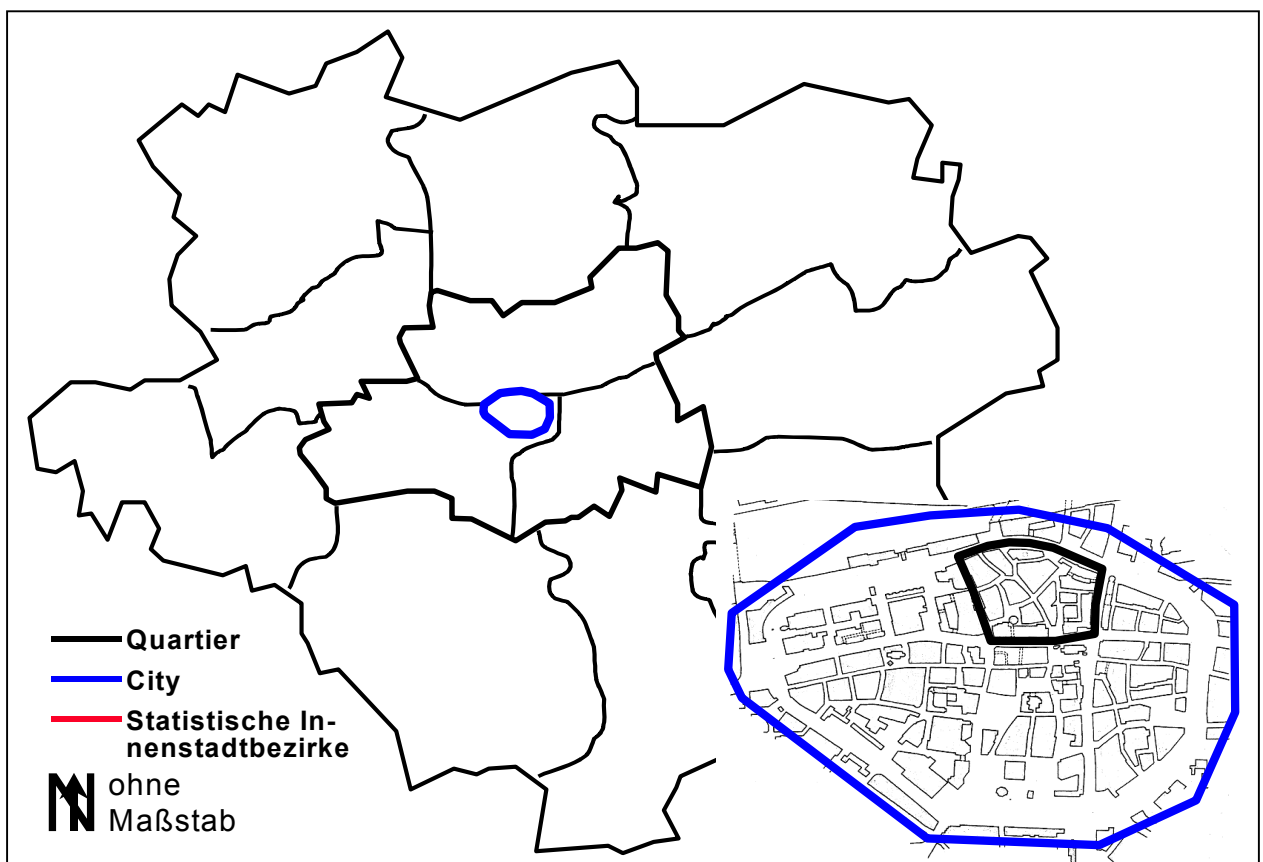 Quartier
City
Statistische In-
nenstadtbezirke
ohne
Maßstab